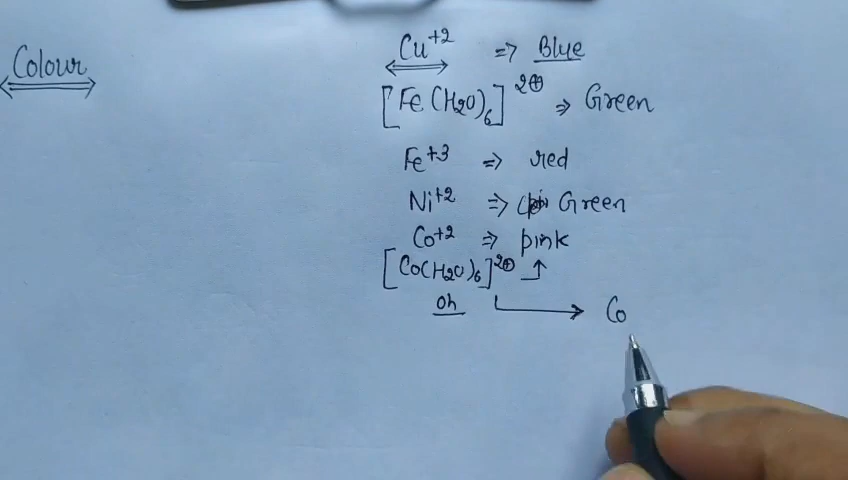 Colour
Cu+2 => Blue
[Fe(H2O)6]2⊕ => Green
Fe+3 => red
Ni+2 => Green
Co+2 => pink
[Co(H2O)6]2⊕
Oh → Co